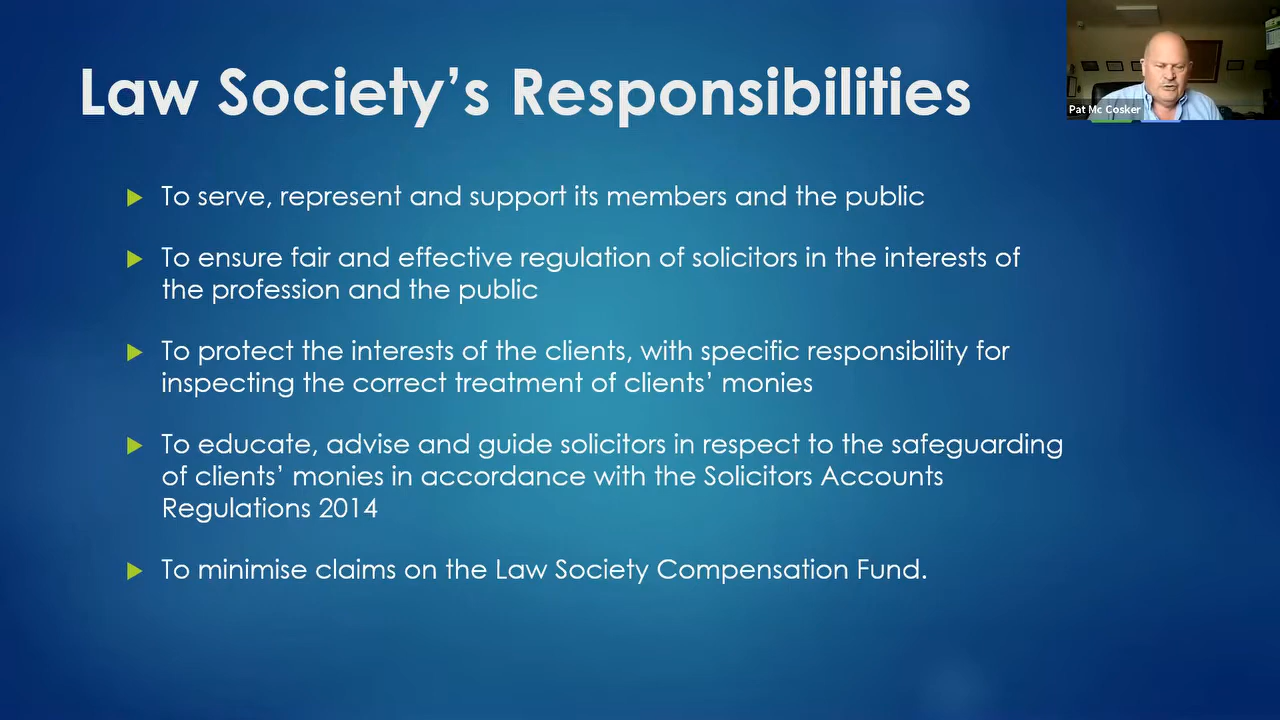 Law Society’s Responsibilities
Pat Mc Cosker
To serve, represent and support its members and the public
To ensure fair and effective regulation of solicitors in the interests of
the profession and the public
To protect the interests of the clients, with specific responsibility for
inspecting the correct treatment of clients’ monies
To educate, advise and guide solicitors in respect to the safeguarding
of clients’ monies in accordance with the Solicitors Accounts
Regulations 2014
To minimise claims on the Law Society Compensation Fund.